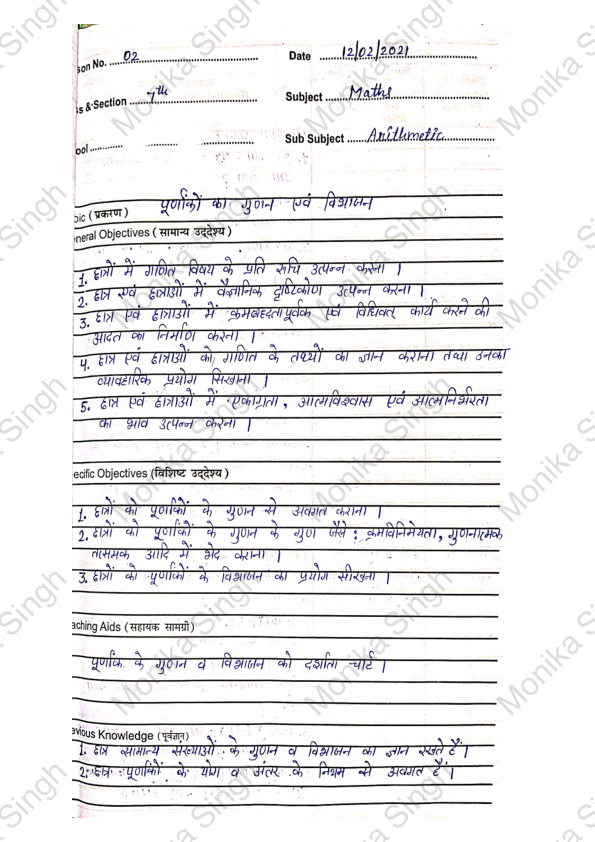 son No. 02
Date 12/02/2021
ss & Section 7th
Subject Maths
ool
Sub Subject Arithmetic
pic ( प्रकरण ) पूर्णांकों का गुणन एवं विभाजन
neral Objectives ( सामान्य उद्देश्य )
1. छात्रों में गणित विषय के प्रति रुचि उत्पन्न करना ।
2. छात्र एवं छात्राओं में वैज्ञानिक दृष्टिकोण उत्पन्न करना ।
3. छात्र एवं छात्राओं में क्रमबद्धतापूर्वक एवं विधिवत् कार्य करने की
आदत का निर्माण करना ।
4. छात्र एवं छात्राओं को गणित के तथ्यों का ज्ञान कराना तथा उनका
व्यावहारिक प्रयोग सिखाना ।
5. छात्र एवं छात्राओं में एकाग्रता, आत्मविश्वास एवं आत्मनिर्भरता
का भाव उत्पन्न करना ।
ecific Objectives (विशिष्ट उद्देश्य )
1. छात्रों को पूर्णांकों के गुणन से अवगत कराना ।
2. छात्रों को पूर्णांकों के गुणन के गुण जैसे : क्रमविनिमेयता, गुणनात्मक
तत्समक आदि में भेद कराना ।
3. छात्रों को पूर्णांकों के विभाजन का प्रयोग सीखना ।
aching Aids ( सहायक सामग्री )
पूर्णांक के गुणन व विभाजन को दर्शाता चार्ट ।
evious Knowledge (पूर्वज्ञान)
1. छात्र सामान्य संख्याओं के गुणन व विभाजन का ज्ञान रखते हैं ।
2. छात्र पूर्णांकों के योग व अंतर के नियम से अवगत हैं ।
Monika Singh